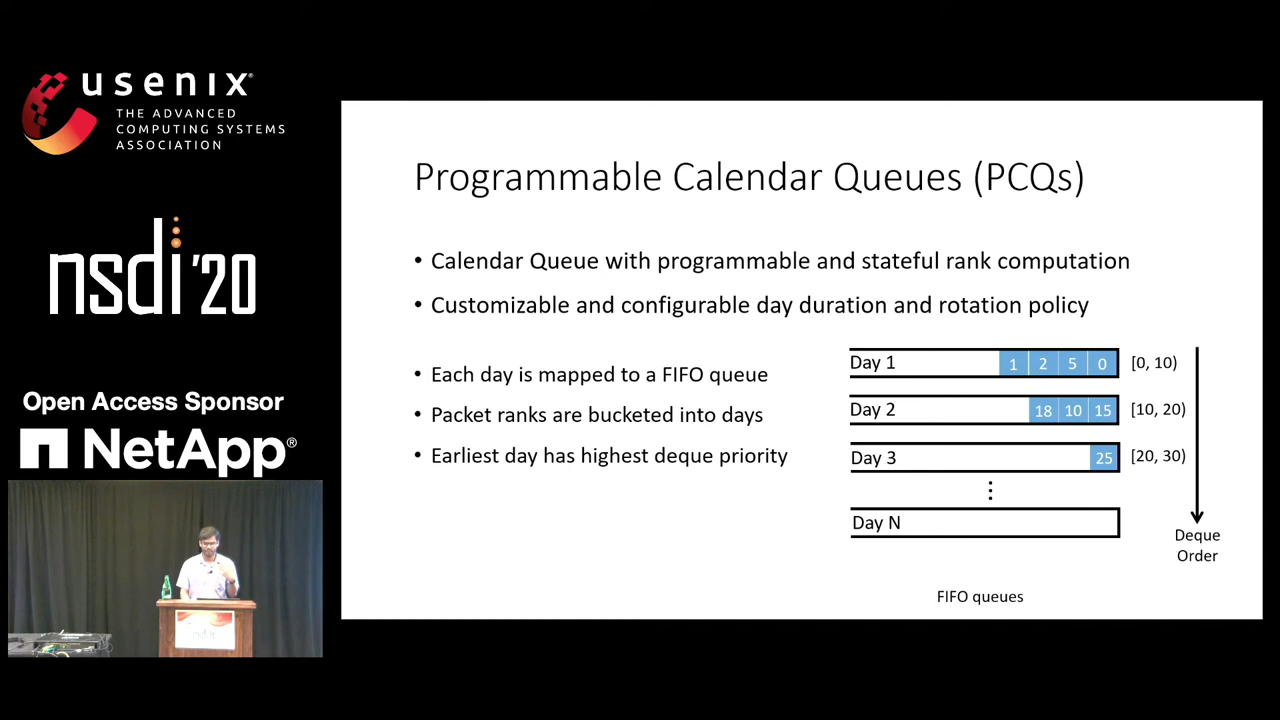 usenix®
THE ADVANCED
COMPUTING SYSTEMS
ASSOCIATION
nsdi '20
Open Access Sponsor
NetApp®
Programmable Calendar Queues (PCQs)
• Calendar Queue with programmable and stateful rank computation
• Customizable and configurable day duration and rotation policy
• Each day is mapped to a FIFO queue
• Packet ranks are bucketed into days
• Earliest day has highest deque priority
Day 1 1 2 5 0 [0, 10)
Day 2 18 10 15 [10, 20)
Day 3 25 [20, 30)
Day N
Deque
Order
FIFO queues
nsdi